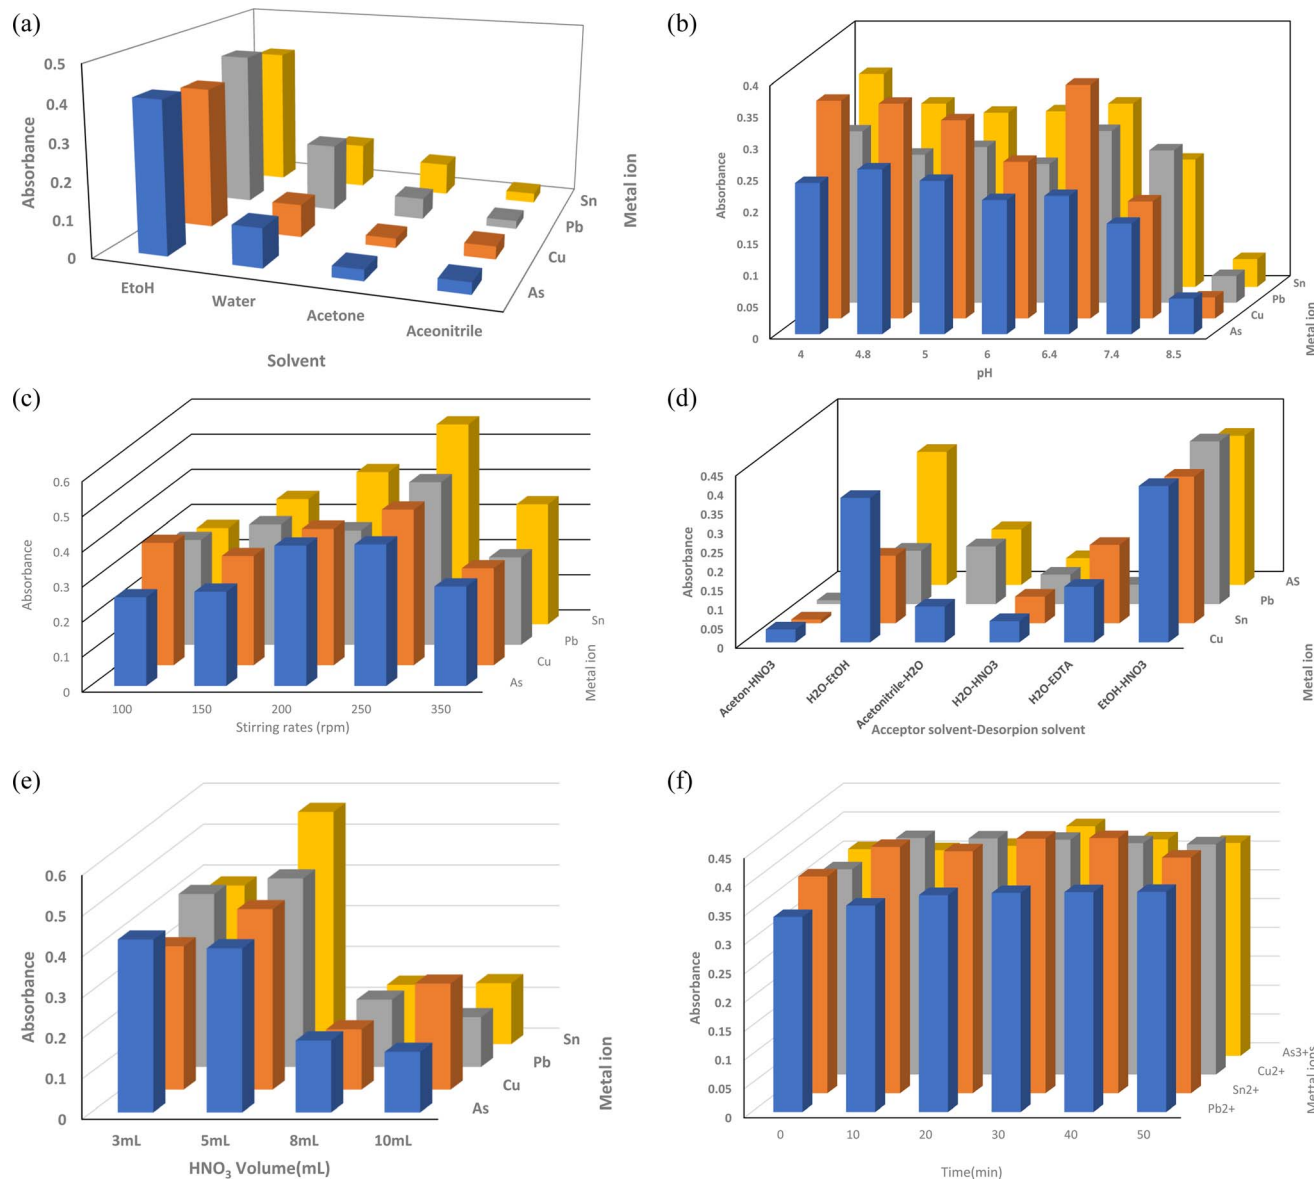 (a)
0.5
0.4
0.3
0.2
0.1
0
Absorbance
EtoH
Water
Acetone
Aceonitrile
Solvent
As
Cu
Pb
Sn
Metal ion
(b)
0.4
0.35
0.3
0.25
0.2
0.15
0.1
0.05
0
Absorbance
4
4.8
5
6
6.4
7.4
8.5
pH
As
Cu
Pb
Sn
Metal ion
(c)
0.6
0.5
0.4
0.3
0.2
0.1
0
Absorbance
100
150
200
250
350
Stirring rates (rpm)
As
Cu
Pb
Sn
Metal ion
(d)
0.45
0.4
0.35
0.3
0.25
0.2
0.15
0.1
0.05
0
Absorbance
Aceton-HNO3
H2O-EtOH
Acetonitrile-H2O
H2O-HNO3
H2O-EDTA
EtOH-HNO3
Acceptor solvent-Desorpion solvent
Cu
Sn
Pb
AS
Metal ion
(e)
0.6
0.5
0.4
0.3
0.2
0.1
0
Absorbance
3mL
5mL
8mL
10mL
HNO₃ Volume(mL)
As
Cu
Pb
Sn
Metal ion
(f)
0.45
0.4
0.35
0.3
0.25
0.2
0.15
0.1
0.05
0
Absorbance
0
10
20
30
40
50
Time(min)
Pb2+
Sn2+
Cu2+
As3+
Mettal ions